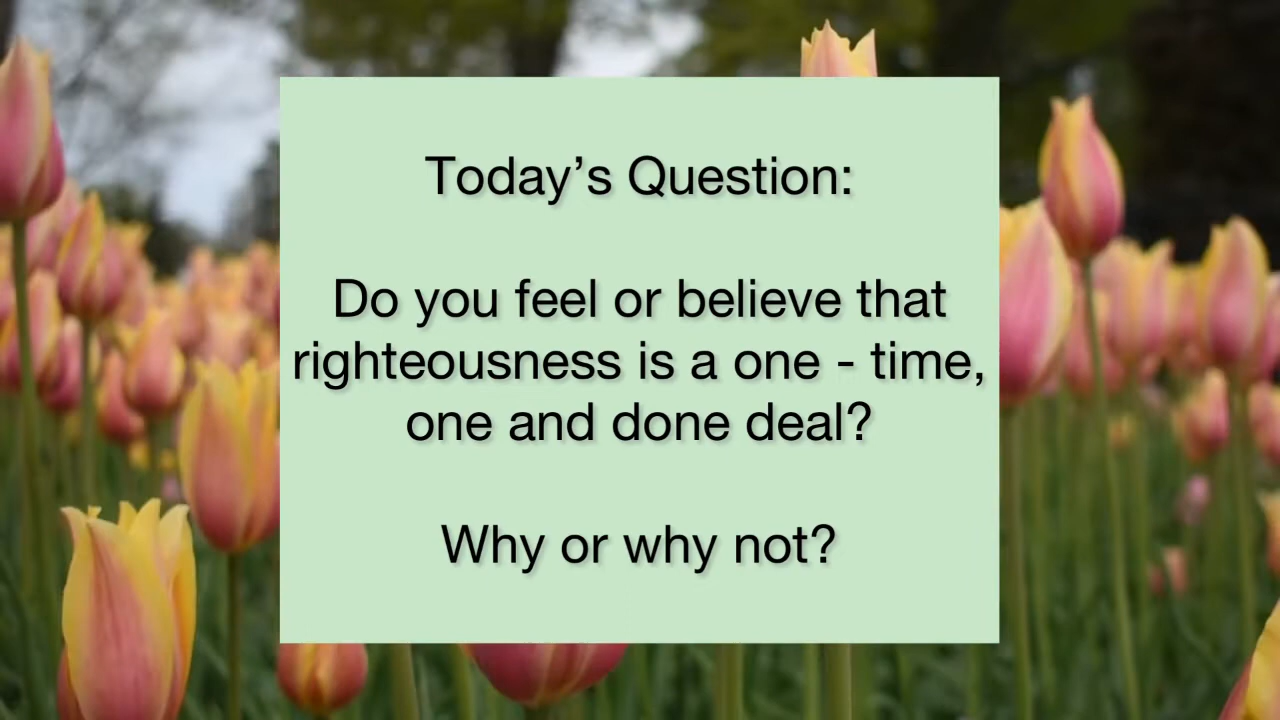 Today’s Question:
Do you feel or believe that
righteousness is a one - time,
one and done deal?
Why or why not?